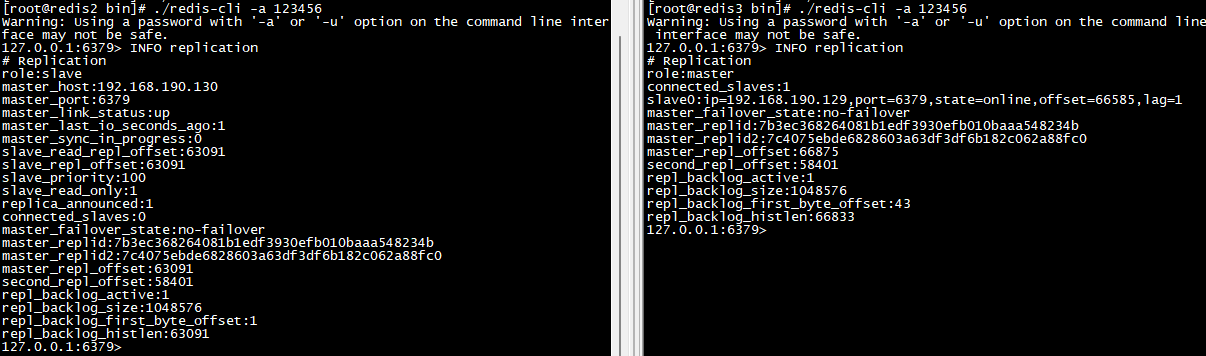 [root@redis2 bin]# ./redis-cli -a 123456
Warning: Using a password with '-a' or '-u' option on the command line inter
face may not be safe.
127.0.0.1:6379> INFO replication
# Replication
role:slave
master_host:192.168.190.130
master_port:6379
master_link_status:up
master_last_io_seconds_ago:1
master_sync_in_progress:0
slave_read_repl_offset:63091
slave_repl_offset:63091
slave_priority:100
slave_read_only:1
replica_announced:1
connected_slaves:0
master_failover_state:no-failover
master_replid:7b3ec368264081b1edf3930efb010baaa548234b
master_replid2:7c4075ebde6828603a63df3df6b182c062a88fc0
master_repl_offset:63091
second_repl_offset:58401
repl_backlog_active:1
repl_backlog_size:1048576
repl_backlog_first_byte_offset:1
repl_backlog_histlen:63091
127.0.0.1:6379>
[root@redis3 bin]# ./redis-cli -a 123456
Warning: Using a password with '-a' or '-u' option on the command line
interface may not be safe.
127.0.0.1:6379> INFO replication
# Replication
role:master
connected_slaves:1
slave0:ip=192.168.190.129,port=6379,state=online,offset=66585,lag=1
master_failover_state:no-failover
master_replid:7b3ec368264081b1edf3930efb010baaa548234b
master_replid2:7c4075ebde6828603a63df3df6b182c062a88fc0
master_repl_offset:66875
second_repl_offset:58401
repl_backlog_active:1
repl_backlog_size:1048576
repl_backlog_first_byte_offset:43
repl_backlog_histlen:66833
127.0.0.1:6379>